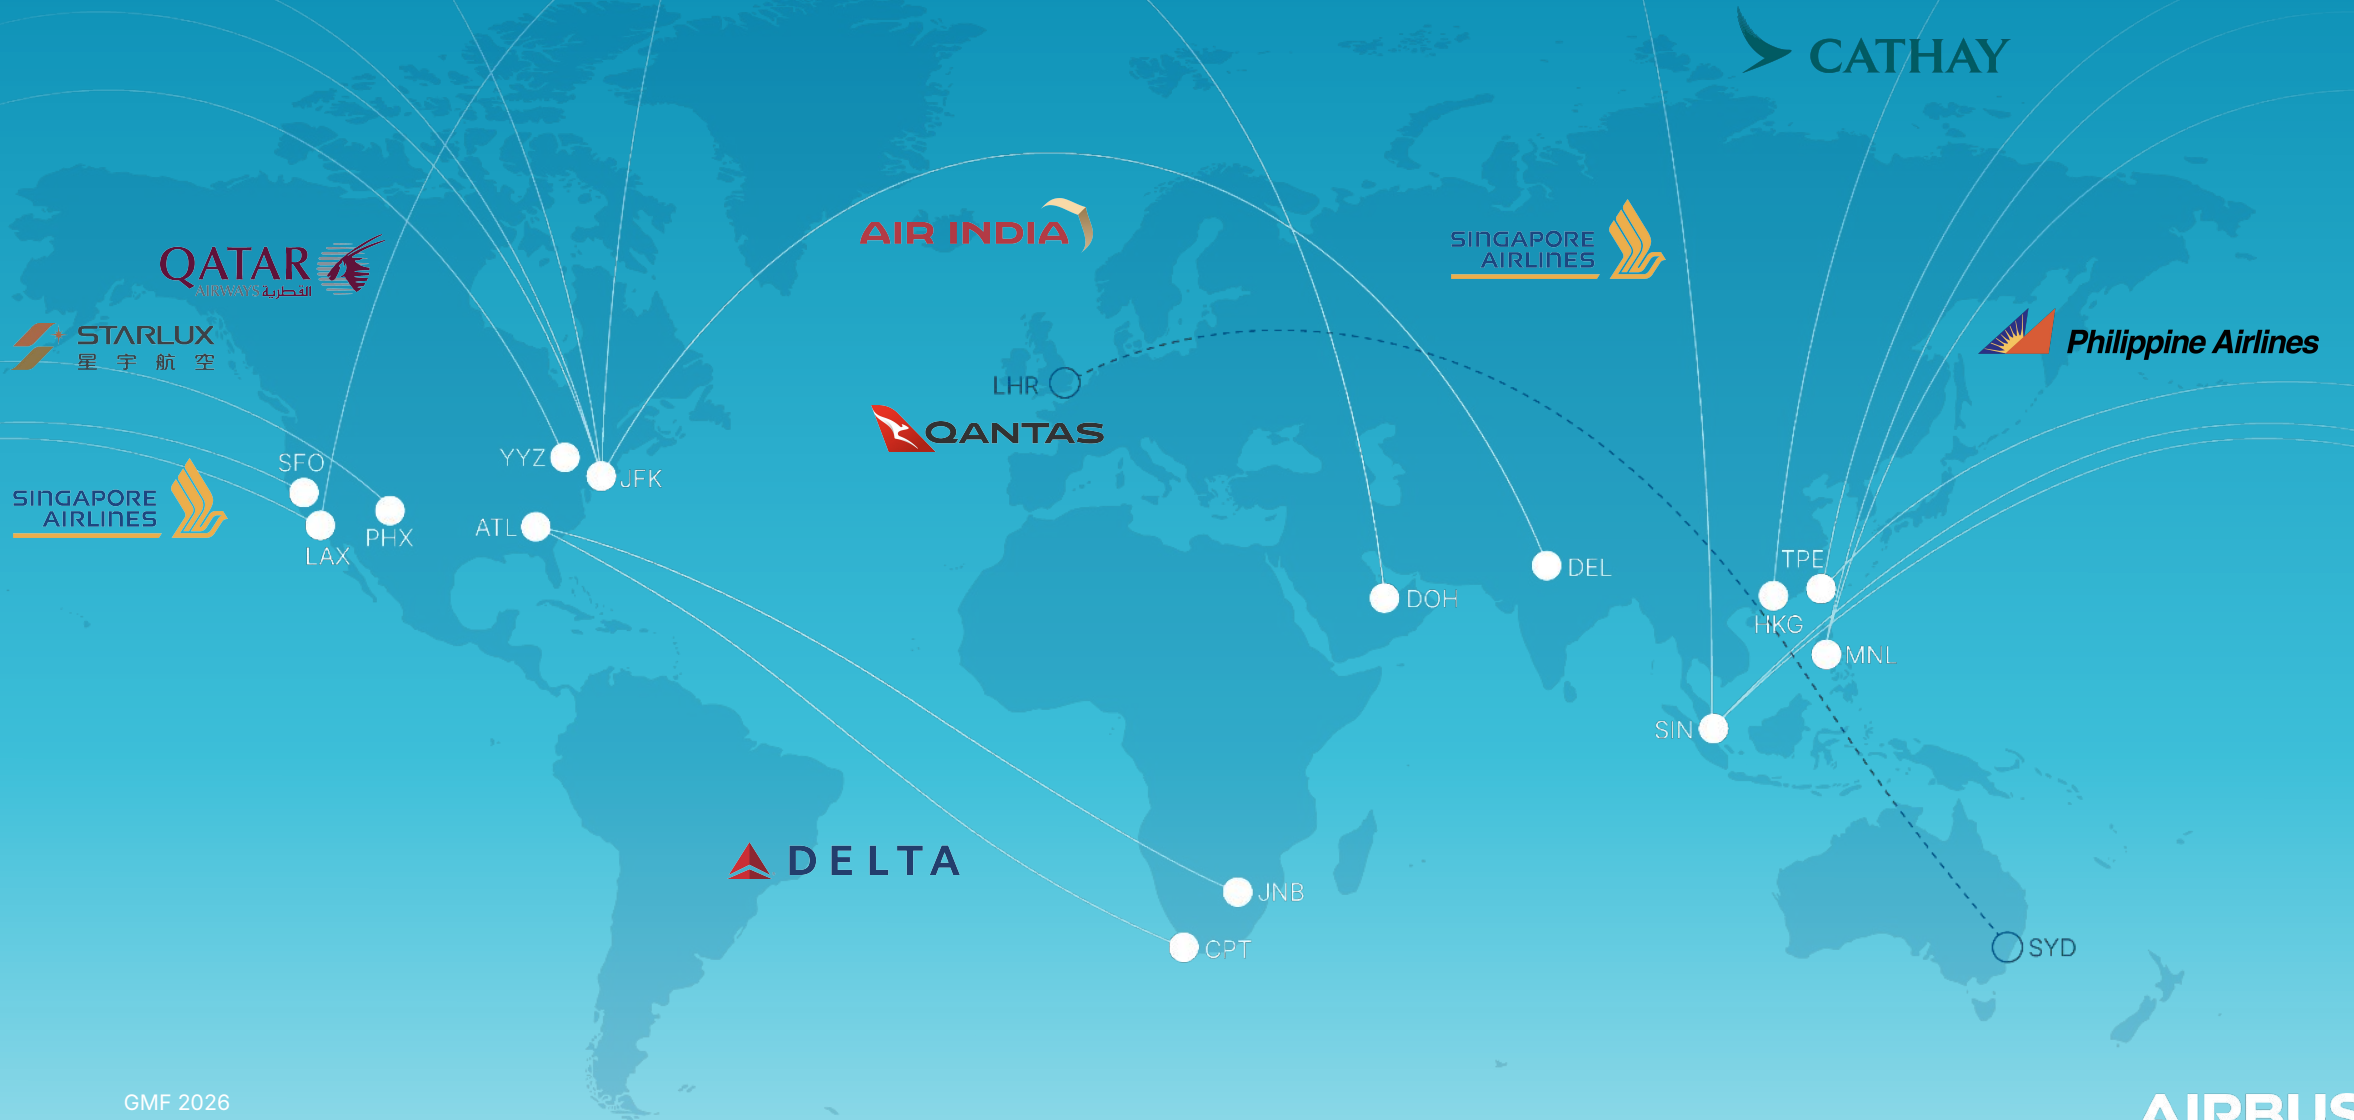 CATHAY
AIR INDIA
SINGAPORE
AIRLINES
QATAR
AIRWAYS القطرية
STARLUX
星宇航空
Philippine Airlines
LHR
QANTAS
YYZ
JFK
SFO
SINGAPORE
AIRLINES
LAX
PHX
ATL
TPE
DEL
DOH
HKG
MNL
SIN
DELTA
JNB
CPT
SYD
GMF 2026
AIRBUS